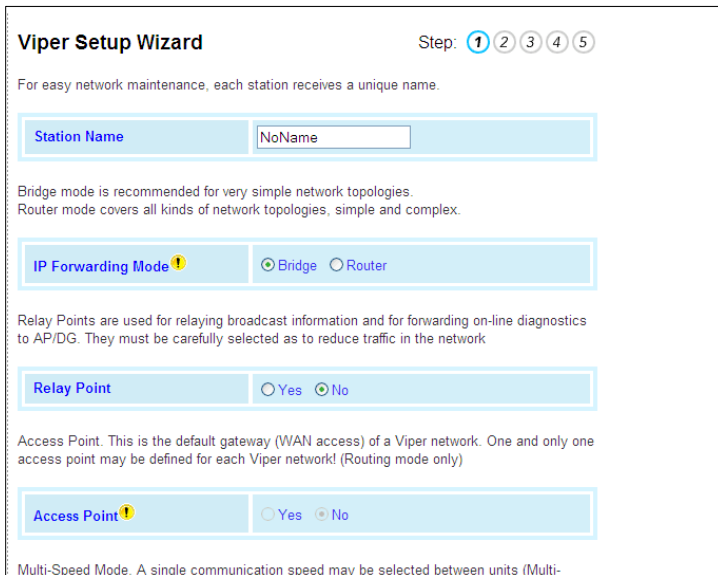 Viper Setup Wizard Step: 1 2 3 4 5
For easy network maintenance, each station receives a unique name.
Station Name NoName
Bridge mode is recommended for very simple network topologies.
Router mode covers all kinds of network topologies, simple and complex.
IP Forwarding Mode ! Bridge Router
Relay Points are used for relaying broadcast information and for forwarding on-line diagnostics
to AP/DG. They must be carefully selected as to reduce traffic in the network
Relay Point Yes No
Access Point. This is the default gateway (WAN access) of a Viper network. One and only one
access point may be defined for each Viper network! (Routing mode only)
Access Point ! Yes No
Multi-Speed Mode. A single communication speed may be selected between units (Multi-